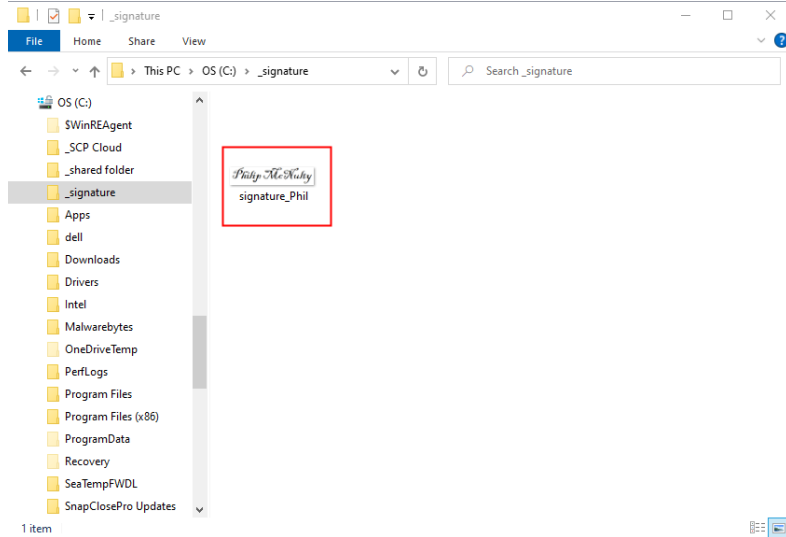 _signature
File Home Share View
This PC > OS (C:) > _signature
Search _signature
OS (C:)
$WinREAgent
_SCP Cloud
_shared folder
_signature
Apps
dell
Downloads
Drivers
Intel
Malwarebytes
OneDriveTemp
PerfLogs
Program Files
Program Files (x86)
ProgramData
Recovery
SeaTempFWDL
SnapClosePro Updates
Philip McNulty
signature_Phil
1 item